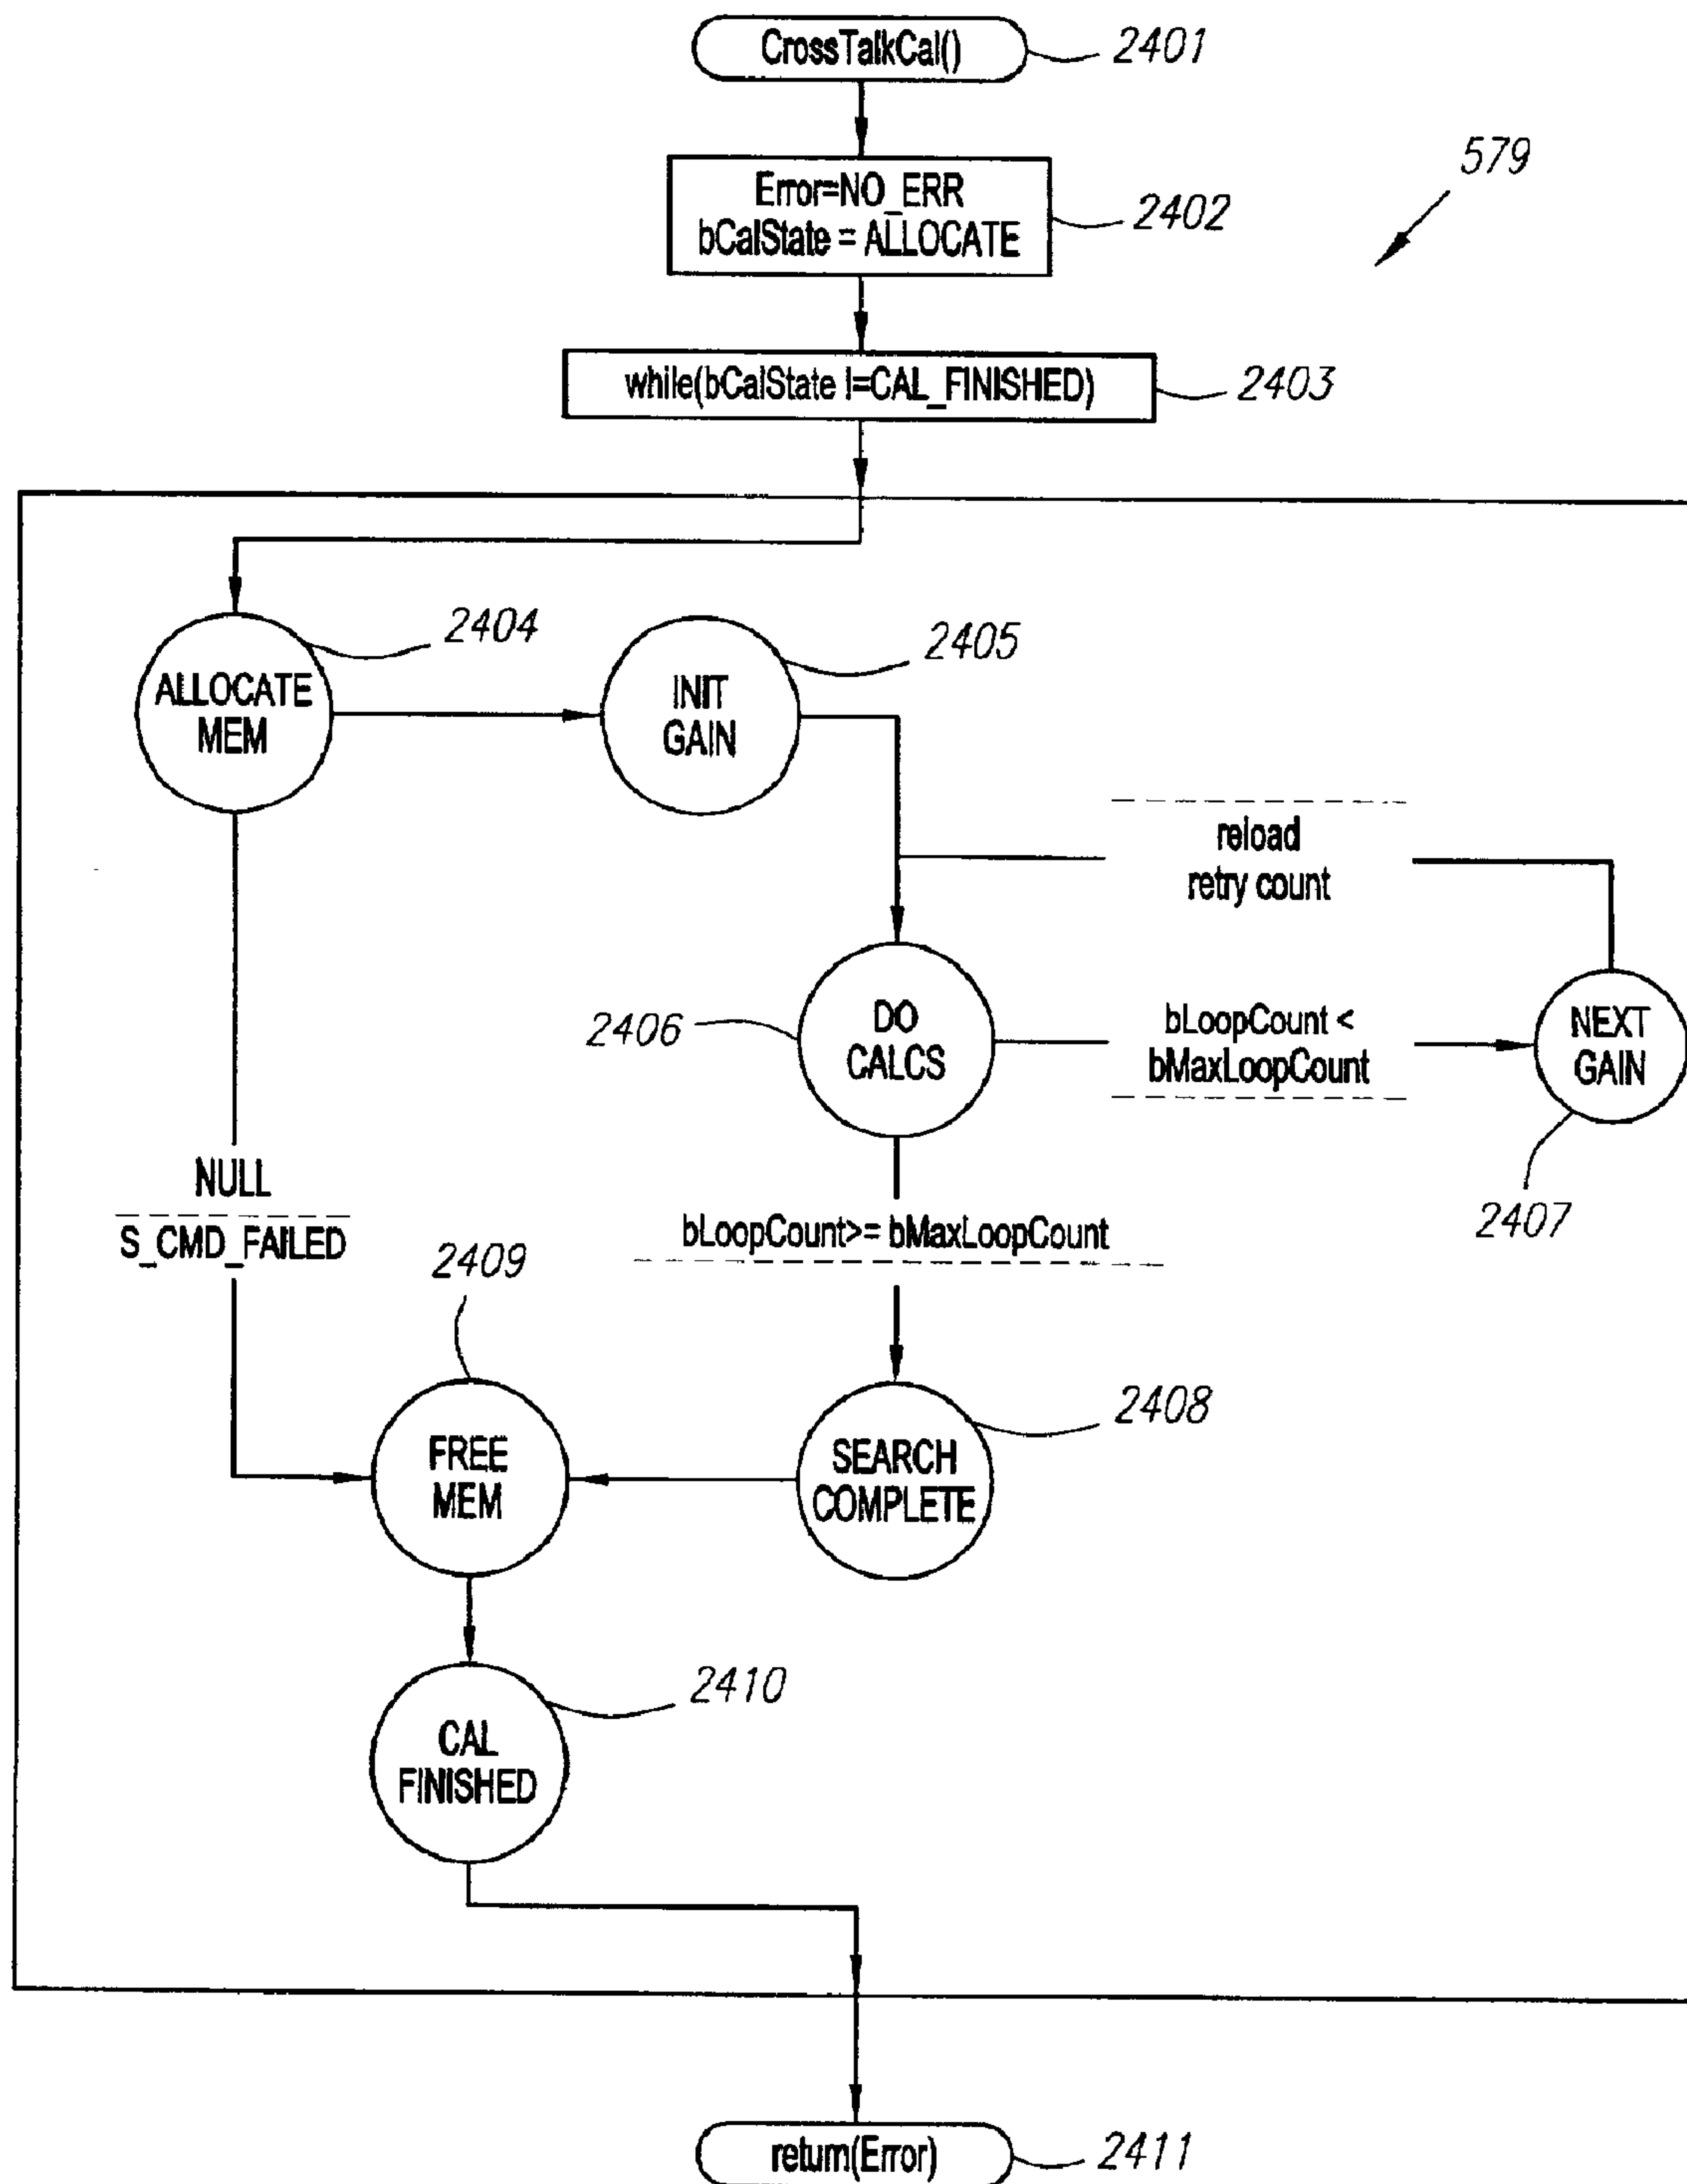 CrossTalkCal()
2401
579
Error=NO_ERR
bCalState = ALLOCATE
2402
while(bCalState !=CAL_FINISHED)
2403
2404
2405
ALLOCATE
MEM
INIT
GAIN
reload
retry count
2406
DO
CALCS
bLoopCount <
bMaxLoopCount
NEXT
GAIN
2407
NULL
S_CMD_FAILED
bLoopCount>= bMaxLoopCount
2409
2408
FREE
MEM
SEARCH
COMPLETE
2410
CAL
FINISHED
return(Error)
2411